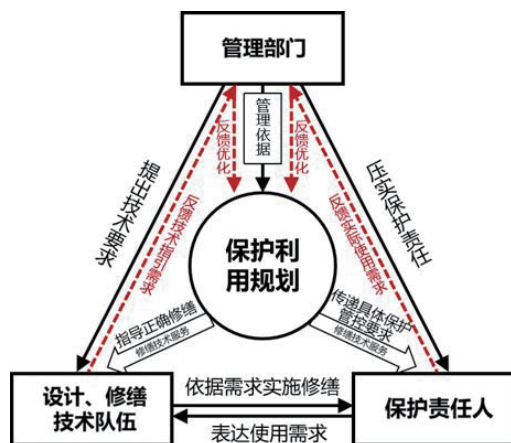 管理部门
管理依据
反馈优化
反馈优化
提出技术要求
反馈技术指引需求
压实保护责任
反馈实际使用需求
保护利
用规划
指导正确修缮
修缮技术服务
传递具体保护
管控要求
修缮技术服务
设计、修缮
技术队伍
依据需求实施修缮
表达使用需求
保护责任人